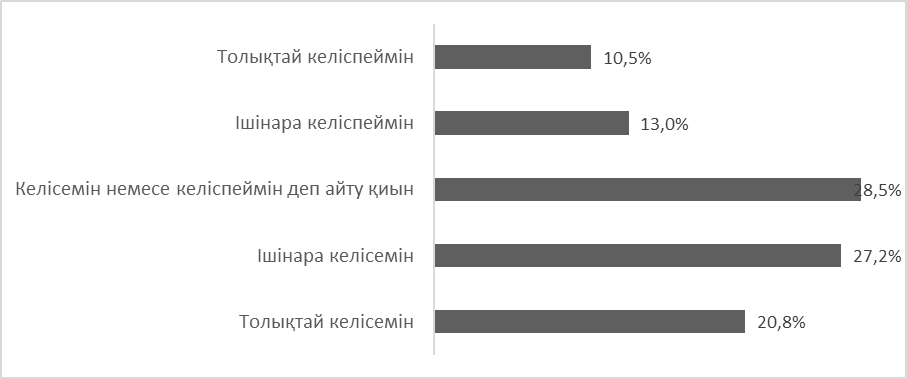 Толықтай келіспеймін 10,5%
Ішінара келіспеймін 13,0%
Келісемін немесе келіспеймін деп айту қиын 28,5%
Ішінара келісемін 27,2%
Толықтай келісемін 20,8%